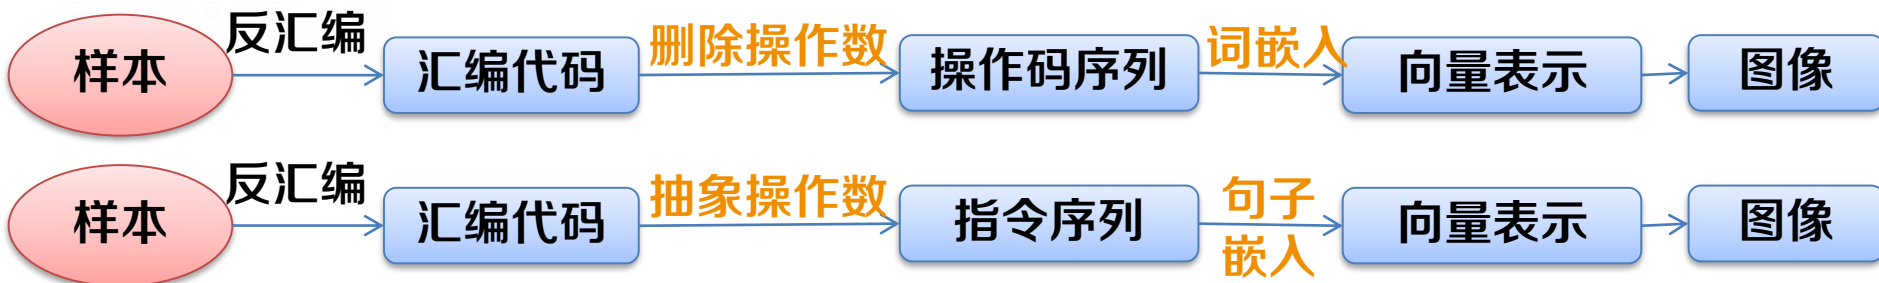 样本 反汇编 汇编代码 删除操作数 操作码序列 词嵌入 向量表示 图像
样本 反汇编 汇编代码 抽象操作数 指令序列 句子 向量表示 图像
嵌入